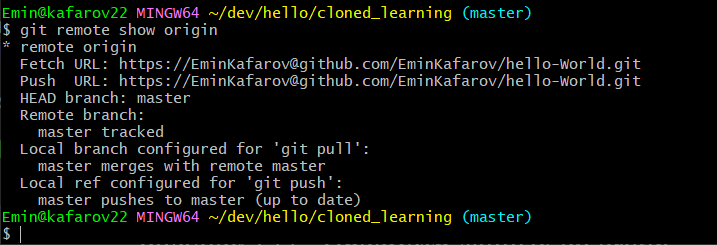 Emin@kafarov22 MINGW64 ~/dev/hello/cloned_learning (master)
$ git remote show origin
* remote origin
  Fetch URL: https://EminKafarov@github.com/EminKafarov/hello-World.git
  Push  URL: https://EminKafarov@github.com/EminKafarov/hello-World.git
  HEAD branch: master
  Remote branch:
    master tracked
  Local branch configured for 'git pull':
    master merges with remote master
  Local ref configured for 'git push':
    master pushes to master (up to date)
Emin@kafarov22 MINGW64 ~/dev/hello/cloned_learning (master)
$